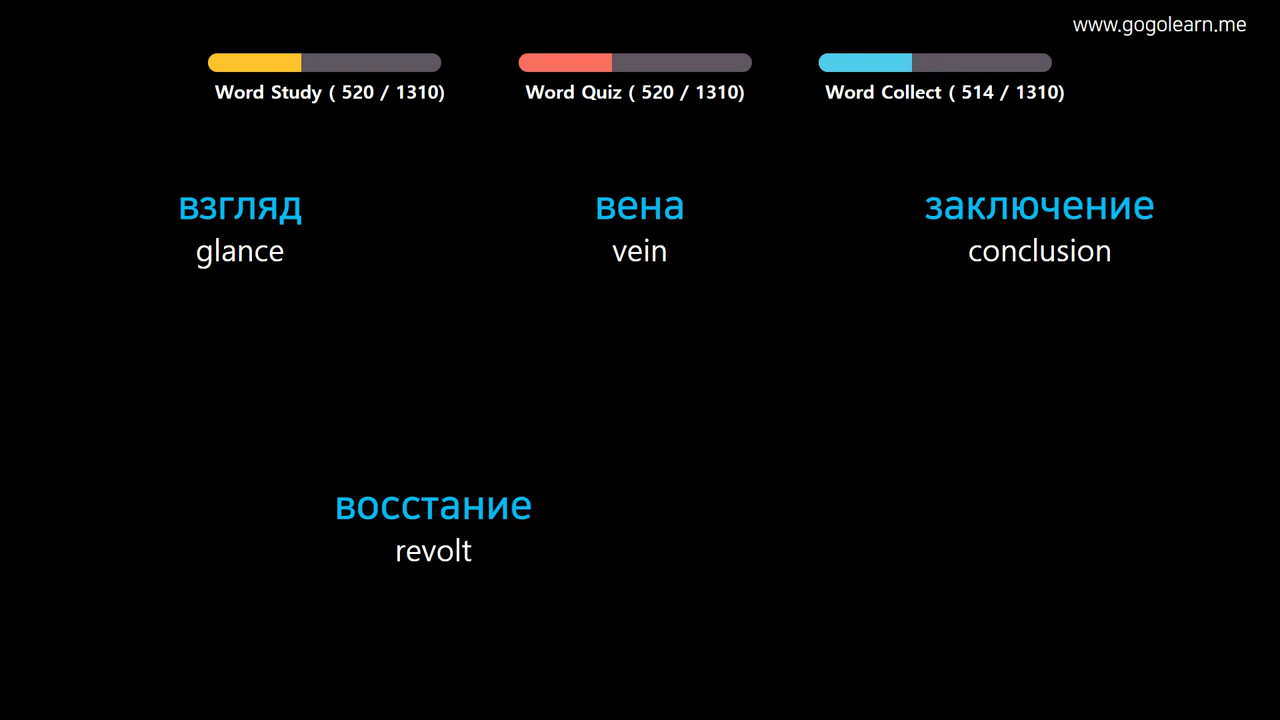 www.gogolearn.me
Word Study ( 520 / 1310)
Word Quiz ( 520 / 1310)
Word Collect ( 514 / 1310)
взгляд
glance
вена
vein
заключение
conclusion
восстание
revolt